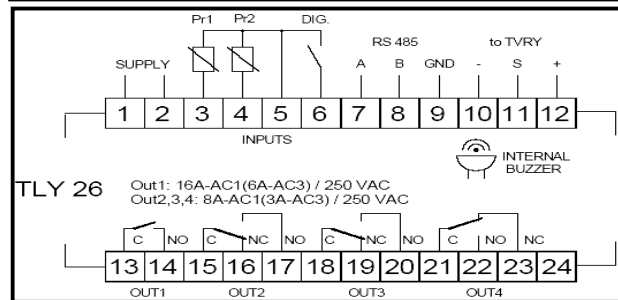 Pr1 Pr2 DIG.
RS 485 to TVRY
SUPPLY A B GND - S +
1 2 3 4 5 6 7 8 9 10 11 12
INPUTS
INTERNAL
BUZZER
TLY 26
Out1: 16A-AC1(6A-AC3) / 250 VAC
Out2,3,4: 8A-AC1(3A-AC3) / 250 VAC
C NO C NC NO C NC NO C NO NC
13 14 15 16 17 18 19 20 21 22 23 24
OUT1 OUT2 OUT3 OUT4